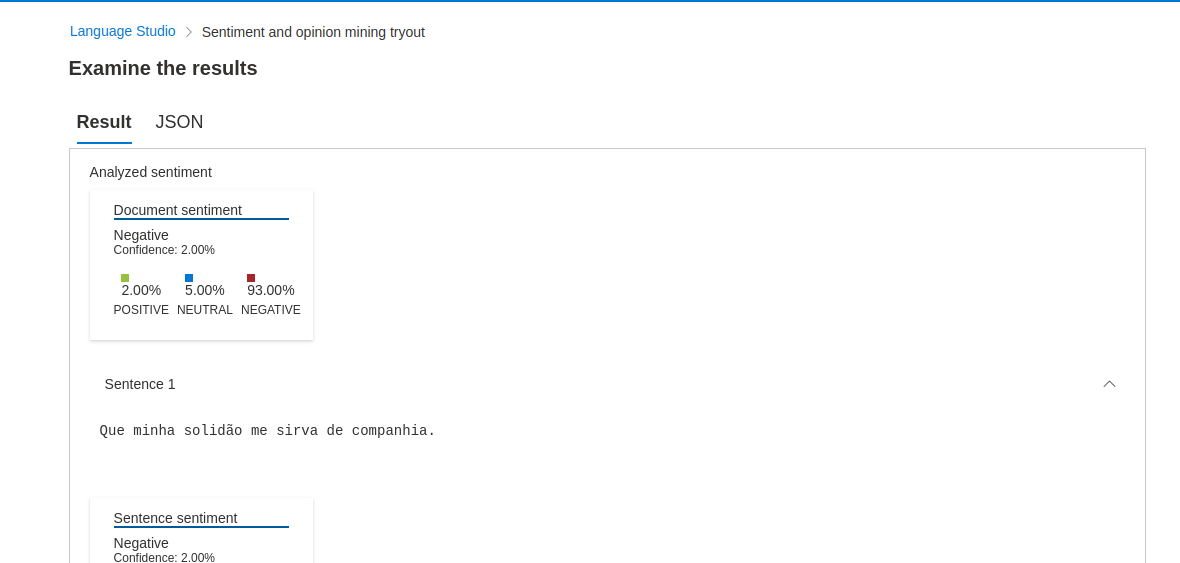 Language Studio > Sentiment and opinion mining tryout
Examine the results
Result JSON
Analyzed sentiment
Document sentiment
Negative
Confidence: 2.00%
2.00% 5.00% 93.00%
POSITIVE NEUTRAL NEGATIVE
Sentence 1
Que minha solidão me sirva de companhia.
Sentence sentiment
Negative
Confidence: 2.00%